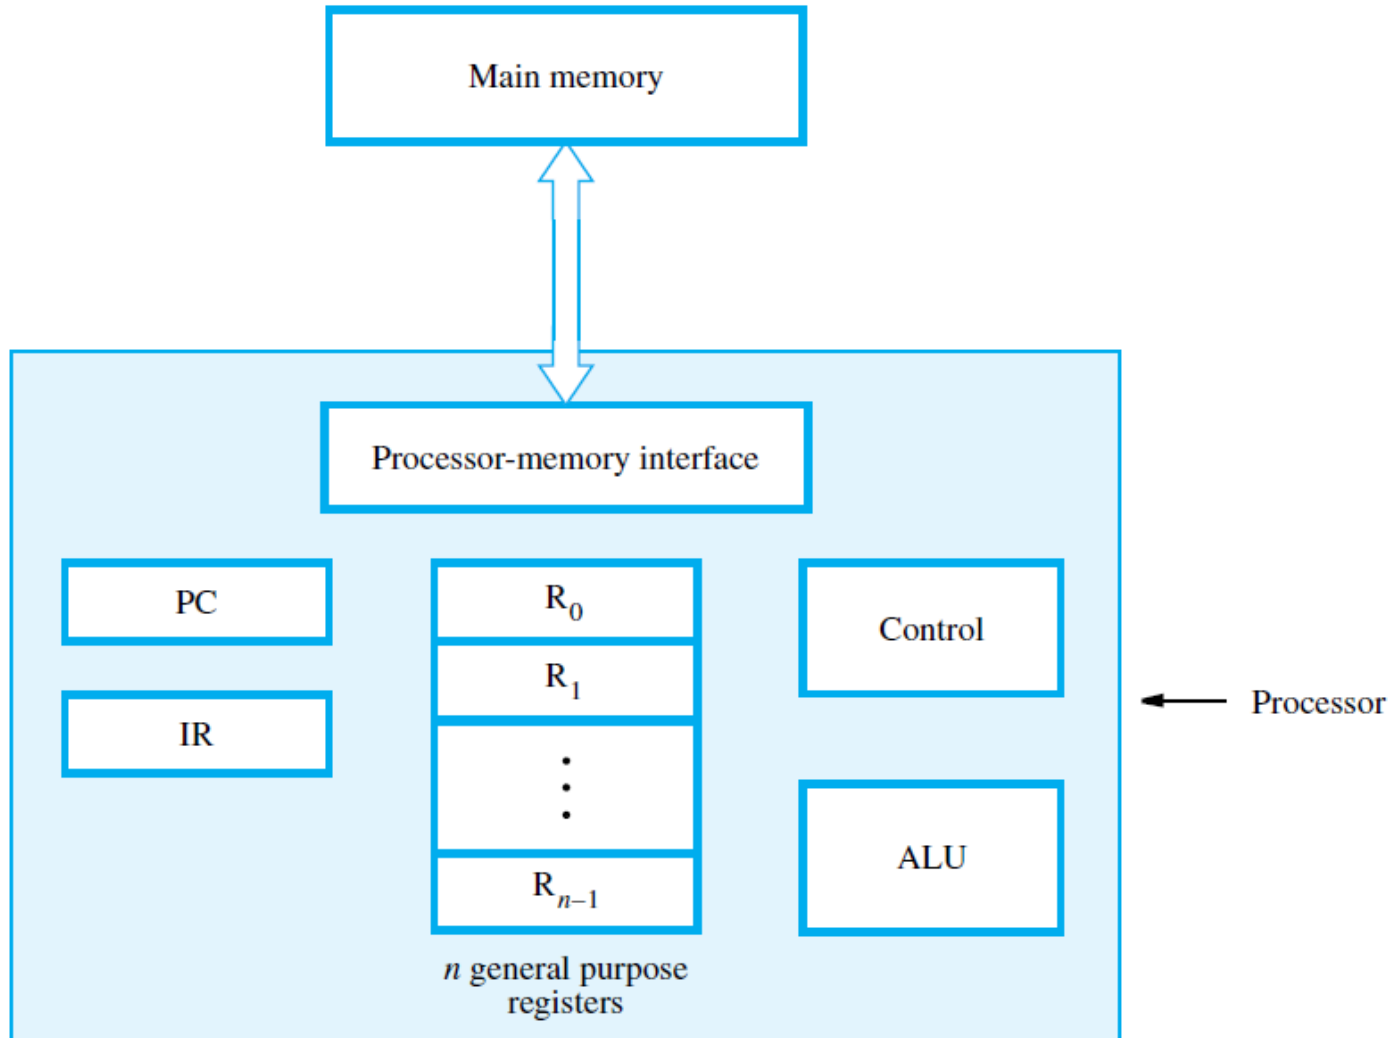 Main memory
Processor-memory interface
PC
IR
R0
R1
Rn–1
n general purpose
registers
Control
ALU
Processor